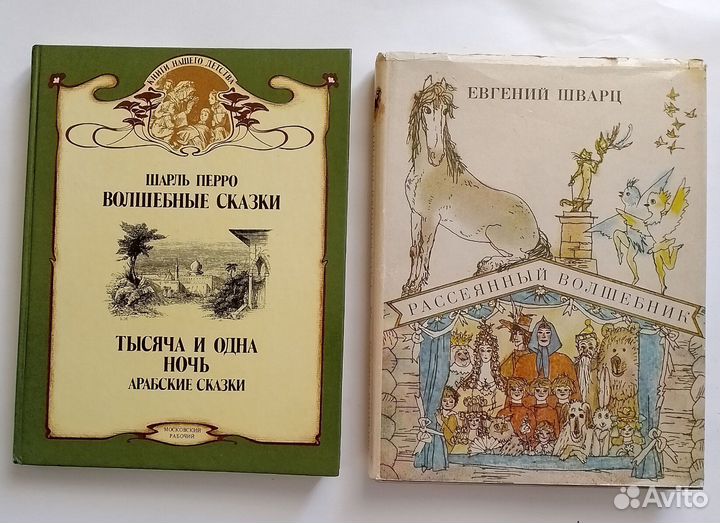 КНИГИ НАШЕГО ДЕТСТВА
ШАРЛЬ ПЕРРО
ВОЛШЕБНЫЕ СКАЗКИ
ТЫСЯЧА И ОДНА
НОЧЬ
АРАБСКИЕ СКАЗКИ
МОСКОВСКИЙ
РАБОЧИЙ
ЕВГЕНИЙ ШВАРЦ
РАССЕЯННЫЙ ВОЛШЕБНИК
Avito